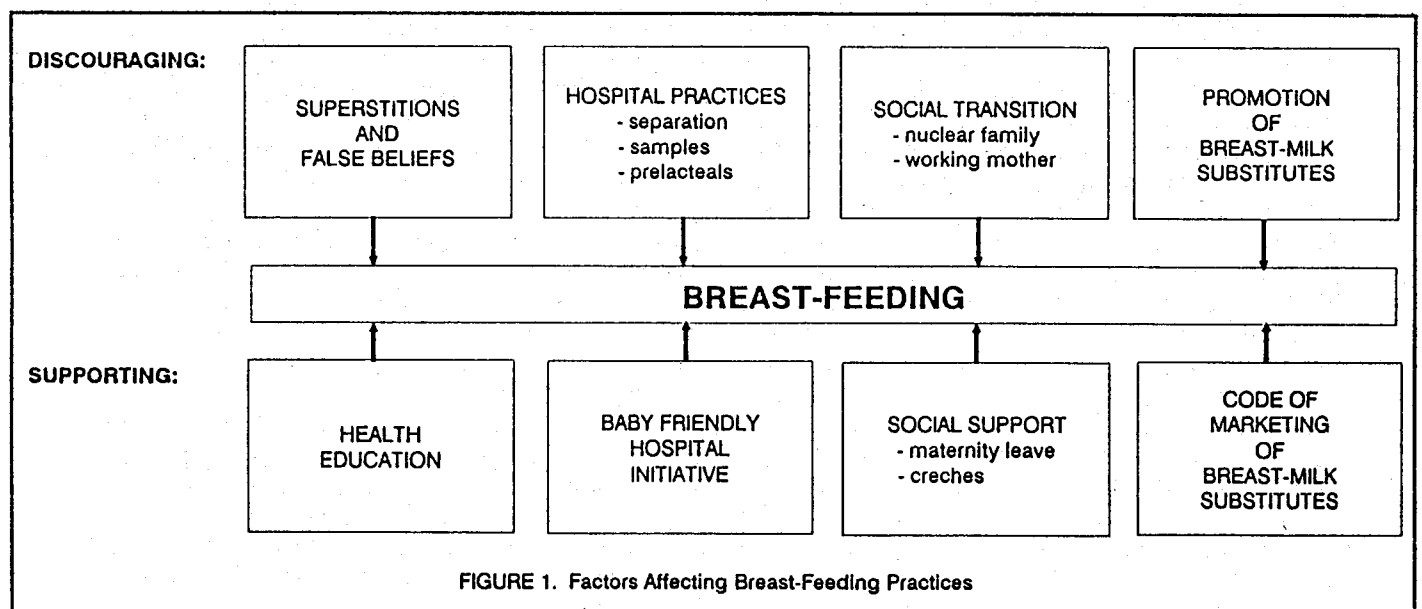 DISCOURAGING:
SUPERSTITIONS
AND
FALSE BELIEFS
HOSPITAL PRACTICES
- separation
- samples
- prelacteals
SOCIAL TRANSITION
- nuclear family
- working mother
PROMOTION
OF
BREAST-MILK
SUBSTITUTES
BREAST-FEEDING
SUPPORTING:
HEALTH
EDUCATION
BABY FRIENDLY
HOSPITAL
INITIATIVE
SOCIAL SUPPORT
- maternity leave
- creches
CODE OF
MARKETING
OF
BREAST-MILK
SUBSTITUTES
FIGURE 1. Factors Affecting Breast-Feeding Practices